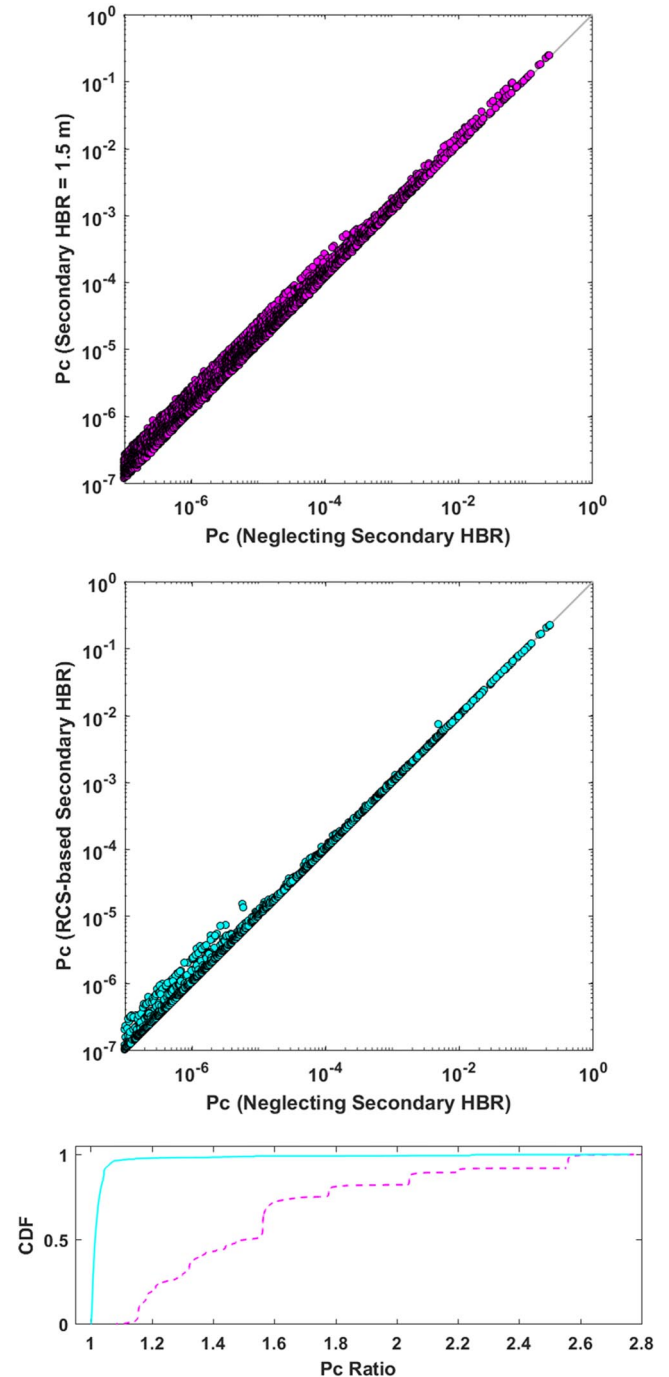 10^0
10^-1
10^-2
10^-3
10^-4
10^-5
10^-6
10^-7
Pc (Secondary HBR = 1.5 m)
10^-6 10^-4 10^-2 10^0
Pc (Neglecting Secondary HBR)
10^0
10^-1
10^-2
10^-3
10^-4
10^-5
10^-6
10^-7
Pc (RCS-based Secondary HBR)
10^-6 10^-4 10^-2 10^0
Pc (Neglecting Secondary HBR)
1
0.5
0
CDF
1 1.2 1.4 1.6 1.8 2 2.2 2.4 2.6 2.8
Pc Ratio